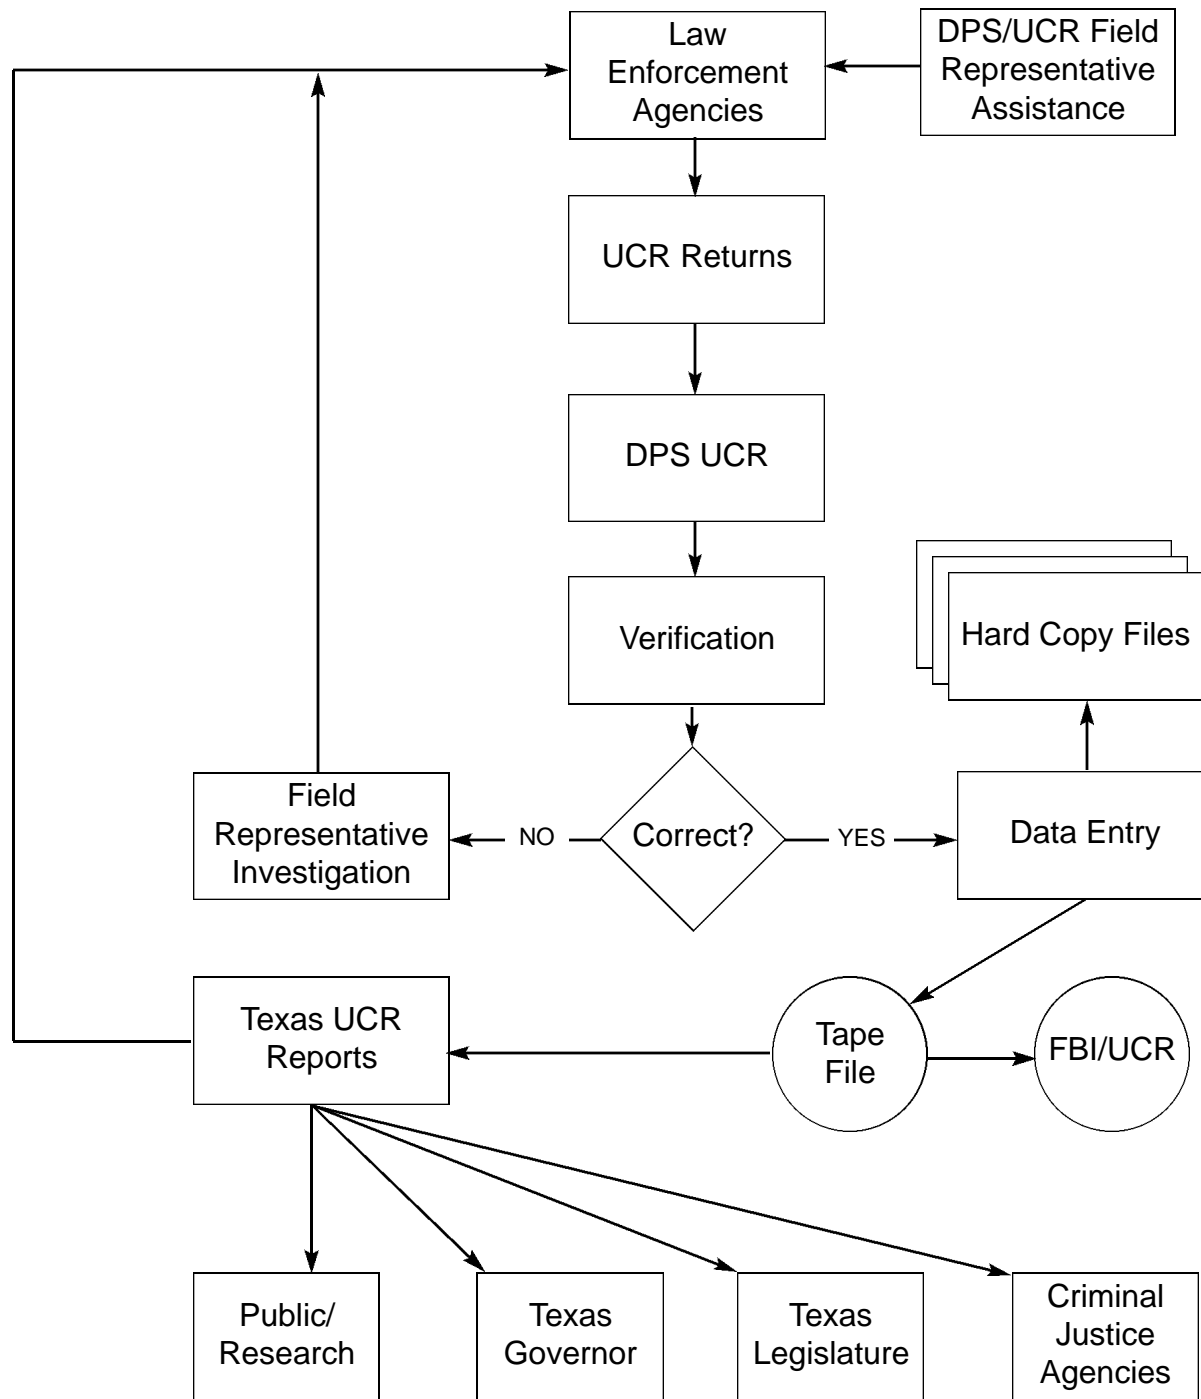 Law
Enforcement
Agencies
DPS/UCR Field
Representative
Assistance
UCR Returns
DPS UCR
Verification
Hard Copy Files
Field
Representative
Investigation
NO
Correct?
YES
Data Entry
Texas UCR
Reports
Tape
File
FBI/UCR
Public/
Research
Texas
Governor
Texas
Legislature
Criminal
Justice
Agencies